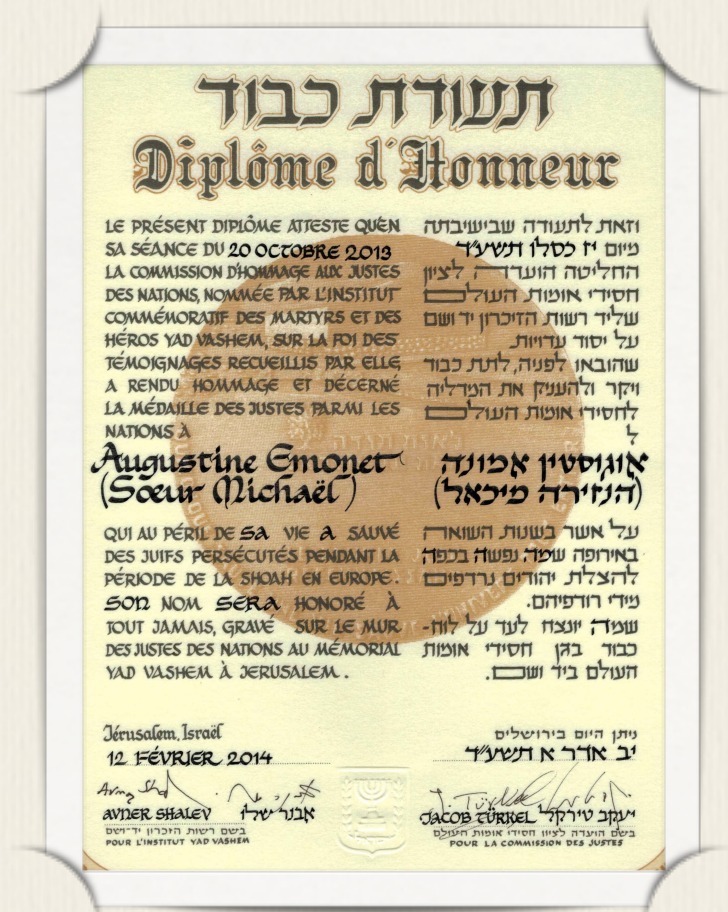 תעודת כבוד
Diplôme d'Honneur
LE PRÉSENT DIPLÔME ATTESTE QU'EN
SA SÉANCE DU 20 OCTOBRE 2013
LA COMMISSION D'HOMMAGE AUX JUSTES
DES NATIONS, NOMMÉE PAR L'INSTITUT
COMMÉMORATIF DES MARTYRS ET DES
HÉROS YAD VASHEM, SUR LA FOI DES
TÉMOIGNAGES RECUEILLIS PAR ELLE,
A RENDU HOMMAGE ET DÉCERNÉ
LA MÉDAILLE DES JUSTES PARMI LES
NATIONS À
Augustine Emonet
(Sœur Michaël)
QUI AU PÉRIL DE SA VIE A SAUVÉ
DES JUIFS PERSÉCUTÉS PENDANT LA
PÉRIODE DE LA SHOAH EN EUROPE.
SON NOM SERA HONORÉ À
TOUT JAMAIS, GRAVÉ SUR LE MUR
DES JUSTES DES NATIONS AU MÉMORIAL
YAD VASHEM À JERUSALEM.
וזאת לתעודה שבישיבתה
מיום יז כסלו תשע"ד
החליטה הועדה לציון
חסידי אומות העולם
שליד רשות הזיכרון יד ושם
על יסוד עדויות
שהובאו לפניה, לתת כבוד
ויקר ולהעניק את המדליה
לחסידי אומות העולם
ל
אוגוסטין אמונה
(הנזירה מיכאל)
על אשר בשנות השואה
באירופה שמה נפשה בכפה
להצלת יהודים נרדפים
מידי רודפיהם.
שמה יונצח לעד על לוח-
כבוד בגן חסידי אומות
העולם ביד ושם.
Jérusalem, Israël
12 FÉVRIER 2014
ניתן היום בירושלים
יב אדר א תשע"ד
AVNER SHALEV אבנר שלו
בשם רשות הזכרון יד-ושם
POUR L'INSTITUT YAD VASHEM
JACOB TÜRKEL יעקב טירקל
בשם הועדה לציון חסידי אומות העולם
POUR LA COMMISSION DES JUSTES